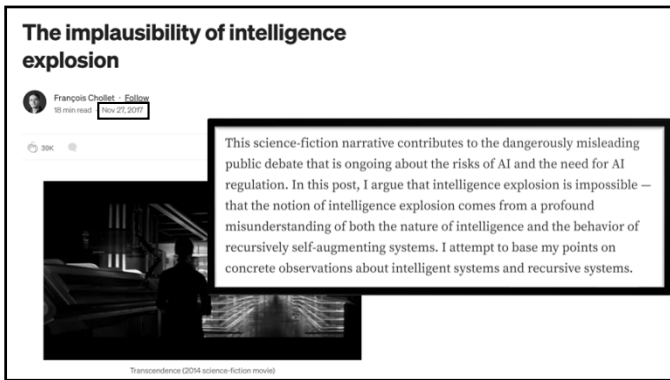 The implausibility of intelligence
explosion
François Chollet · Follow
18 min read · Nov 27, 2017
39K
This science-fiction narrative contributes to the dangerously misleading
public debate that is ongoing about the risks of AI and the need for AI
regulation. In this post, I argue that intelligence explosion is impossible —
that the notion of intelligence explosion comes from a profound
misunderstanding of both the nature of intelligence and the behavior of
recursively self-augmenting systems. I attempt to base my points on
concrete observations about intelligent systems and recursive systems.
Transcendence (2014 science-fiction movie)